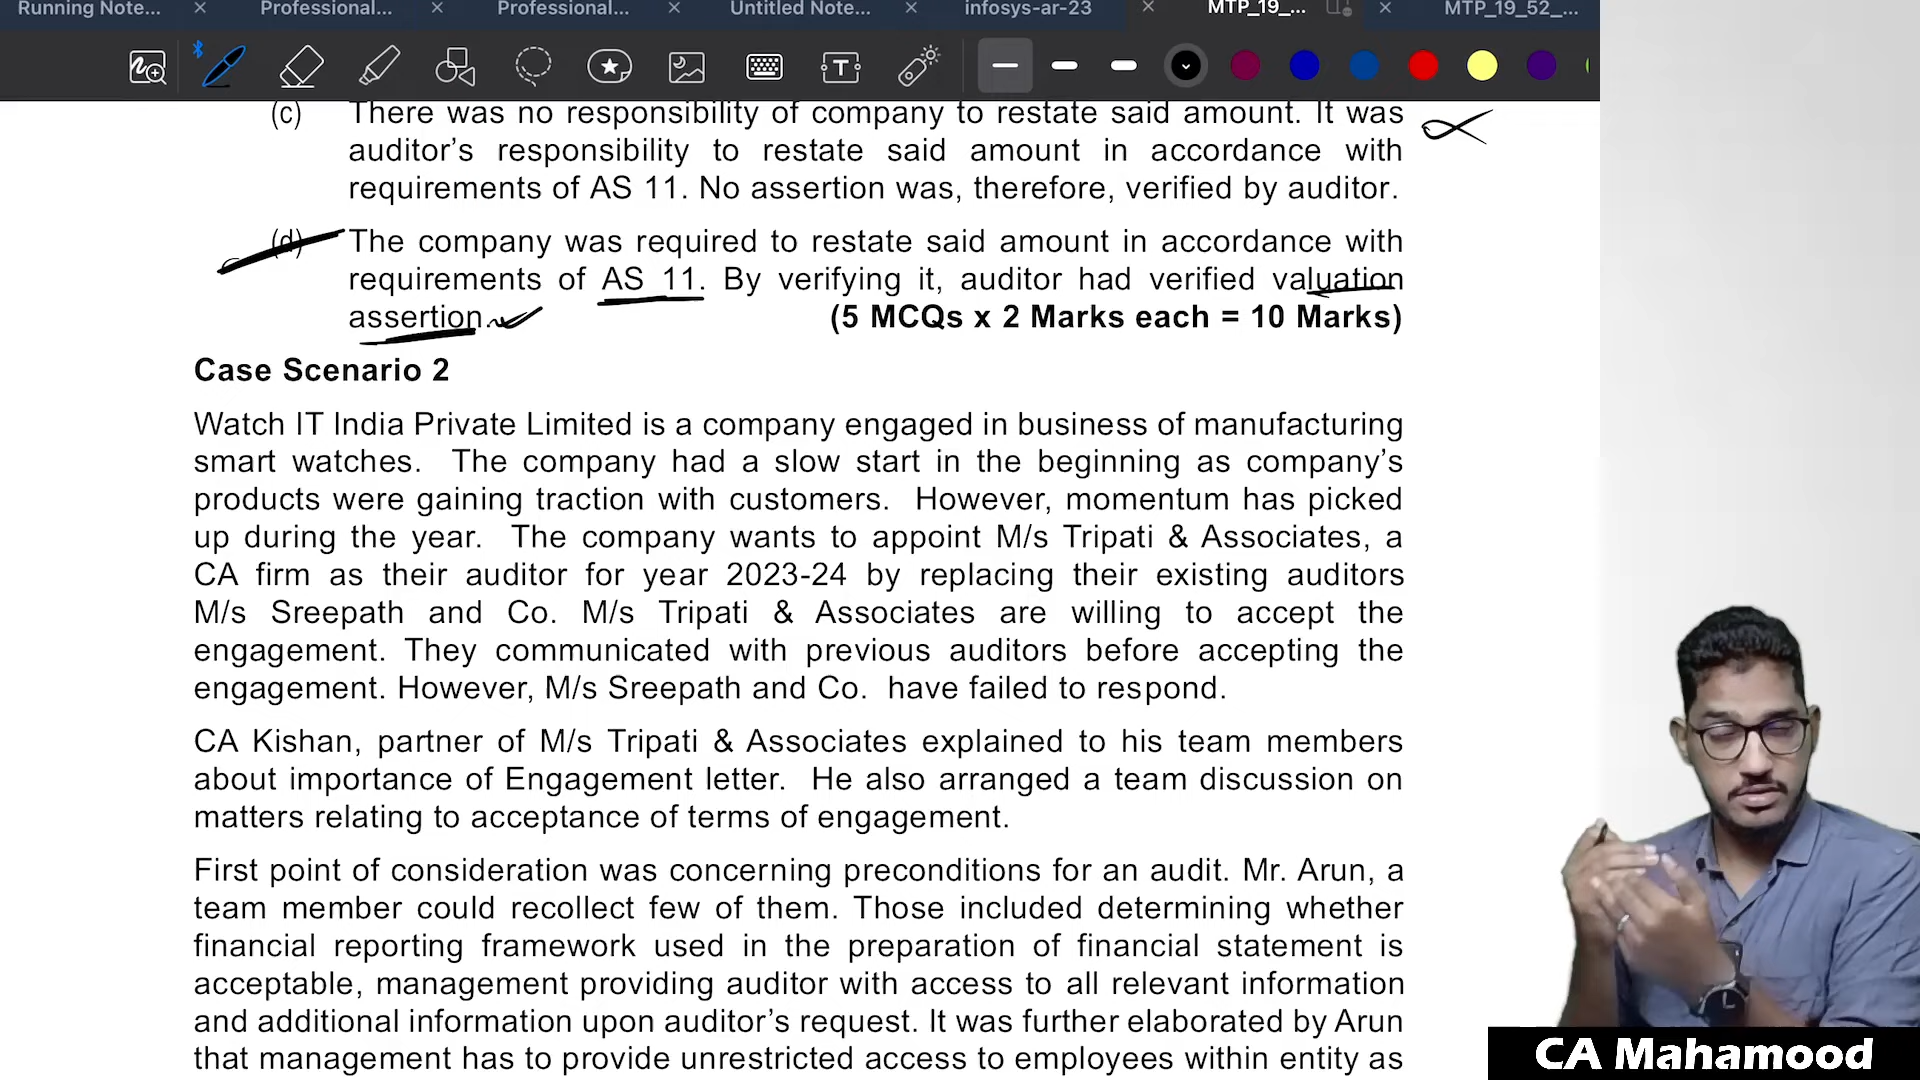 Running Note...
Professional...
Professional...
Untitled Note...
infosys-ar-23
MTP_19_...
MTP_19_52_...
(c) There was no responsibility of company to restate said amount. It was
auditor's responsibility to restate said amount in accordance with
requirements of AS 11. No assertion was, therefore, verified by auditor.
(d) The company was required to restate said amount in accordance with
requirements of AS 11. By verifying it, auditor had verified valuation
assertion. (5 MCQs x 2 Marks each = 10 Marks)
Case Scenario 2
Watch IT India Private Limited is a company engaged in business of manufacturing
smart watches. The company had a slow start in the beginning as company's
products were gaining traction with customers. However, momentum has picked
up during the year. The company wants to appoint M/s Tripati & Associates, a
CA firm as their auditor for year 2023-24 by replacing their existing auditors
M/s Sreepath and Co. M/s Tripati & Associates are willing to accept the
engagement. They communicated with previous auditors before accepting the
engagement. However, M/s Sreepath and Co. have failed to respond.
CA Kishan, partner of M/s Tripati & Associates explained to his team members
about importance of Engagement letter. He also arranged a team discussion on
matters relating to acceptance of terms of engagement.
First point of consideration was concerning preconditions for an audit. Mr. Arun, a
team member could recollect few of them. Those included determining whether
financial reporting framework used in the preparation of financial statement is
acceptable, management providing auditor with access to all relevant information
and additional information upon auditor's request. It was further elaborated by Arun
that management has to provide unrestricted access to employees within entity as
CA Mahamood